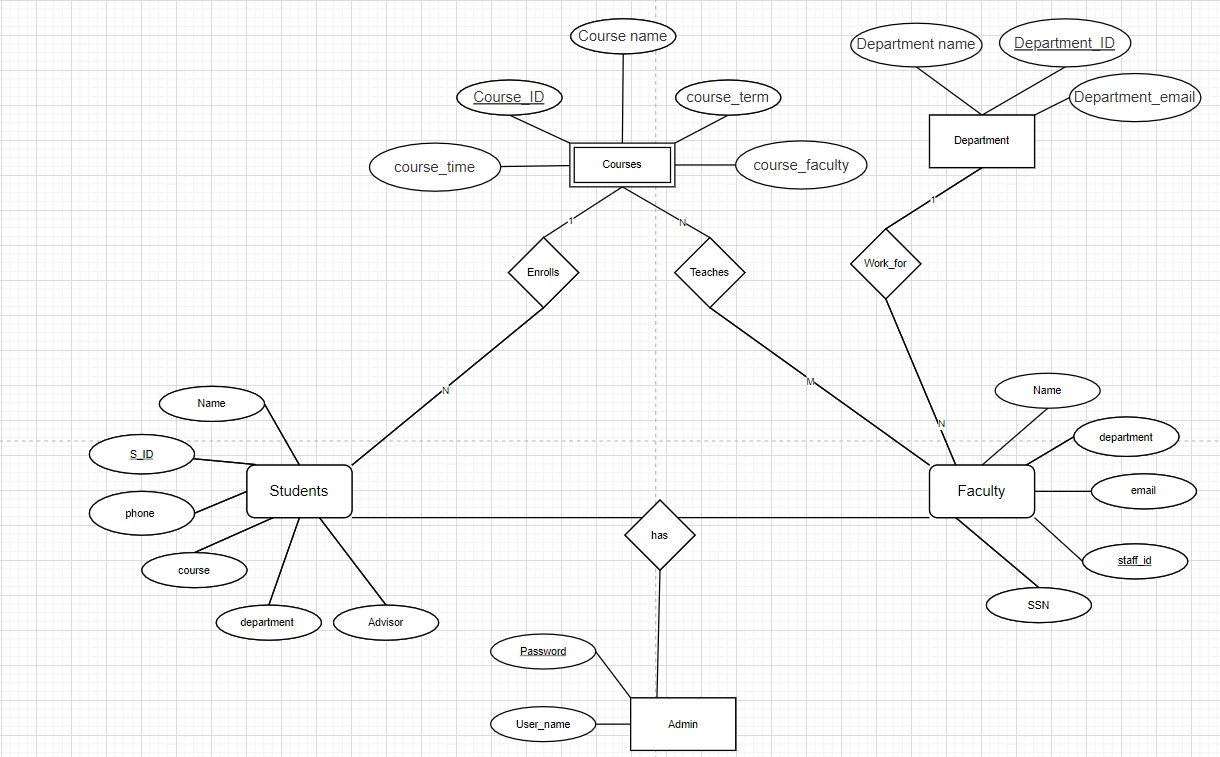 Course name
Department name
Department_ID
Course_ID
course_term
Department_email
Department
course_time
Courses
course_faculty
1
N
1
Enrolls
Teaches
Work_for
N
M
Name
Name
N
department
S_ID
Students
Faculty
email
phone
has
course
staff_id
department
Advisor
SSN
Password
User_name
Admin